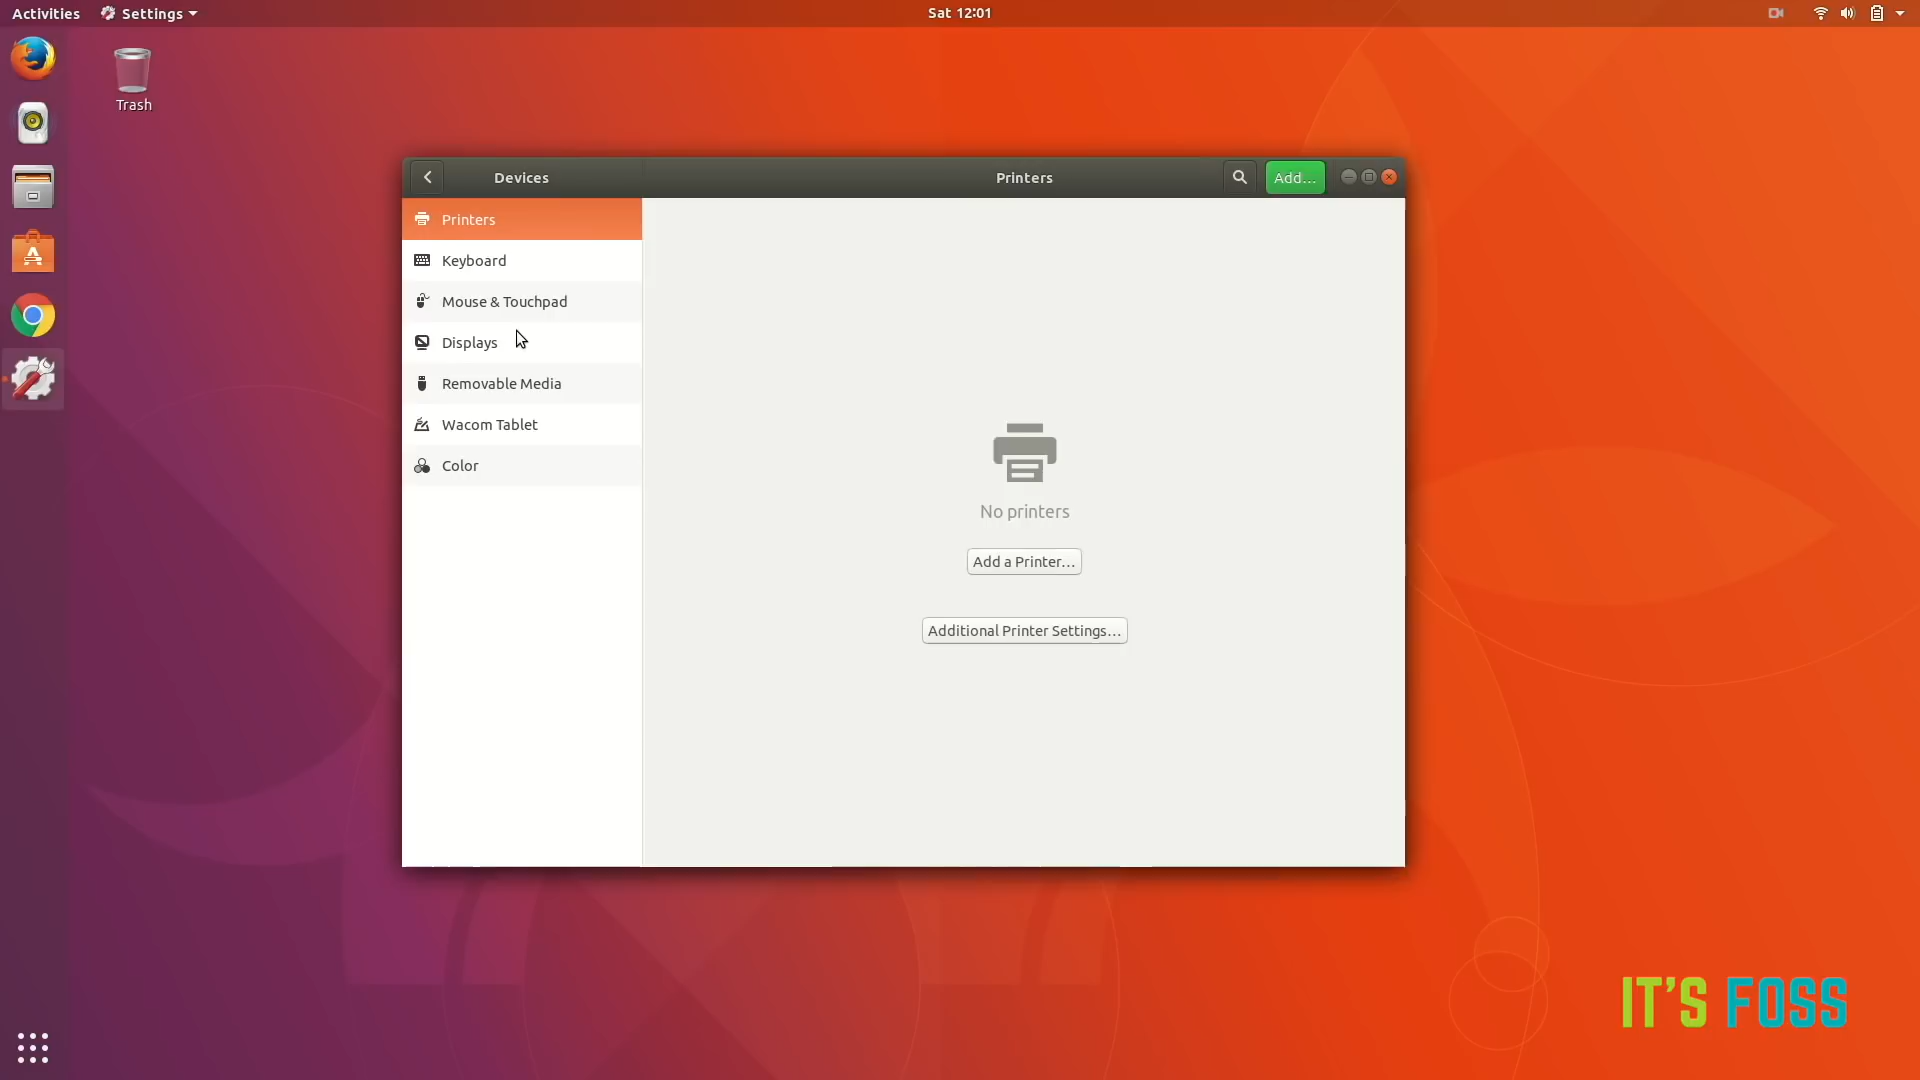 Activities
Settings
Sat 12:01
Trash
Devices
Printers
Add...
Printers
Keyboard
Mouse & Touchpad
Displays
Removable Media
Wacom Tablet
Color
No printers
Add a Printer...
Additional Printer Settings...
IT'S FOSS